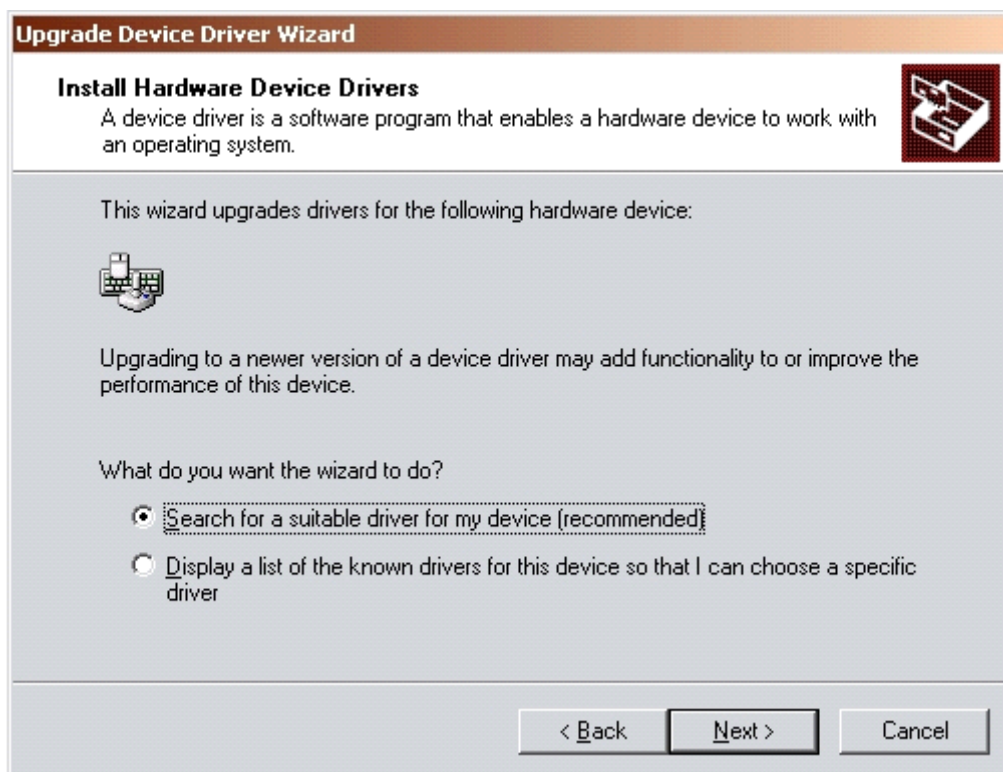 Upgrade Device Driver Wizard
Install Hardware Device Drivers
A device driver is a software program that enables a hardware device to work with
an operating system.
This wizard upgrades drivers for the following hardware device:
Upgrading to a newer version of a device driver may add functionality to or improve the
performance of this device.
What do you want the wizard to do?
Search for a suitable driver for my device (recommended)
Display a list of the known drivers for this device so that I can choose a specific
driver
< Back Next > Cancel